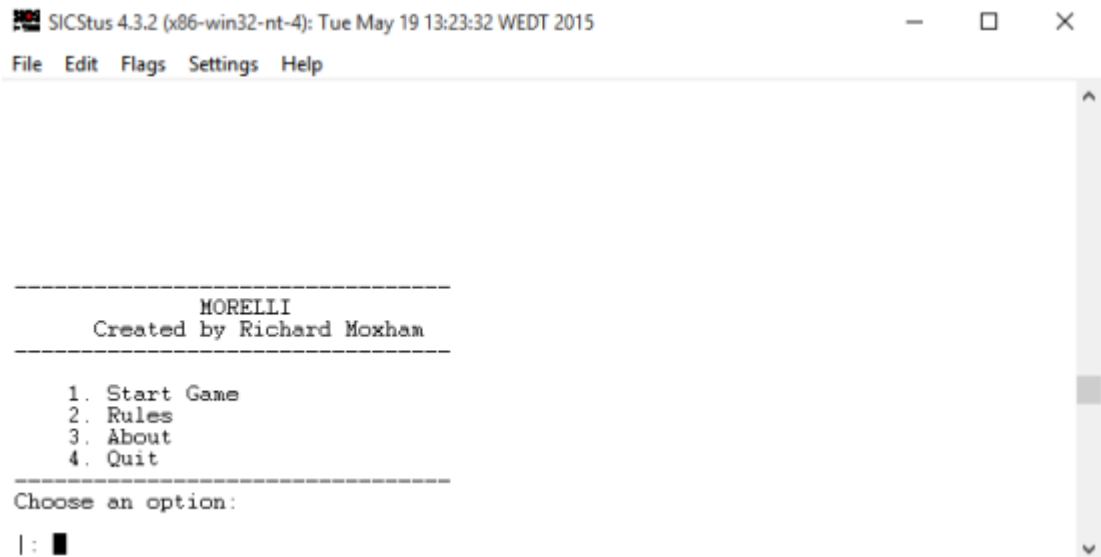 SICStus 4.3.2 (x86-win32-nt-4): Tue May 19 13:23:32 WEDT 2015
File Edit Flags Settings Help
--------------------------------
MORELLI
Created by Richard Moxham
--------------------------------
1. Start Game
2. Rules
3. About
4. Quit
--------------------------------
Choose an option:
|: